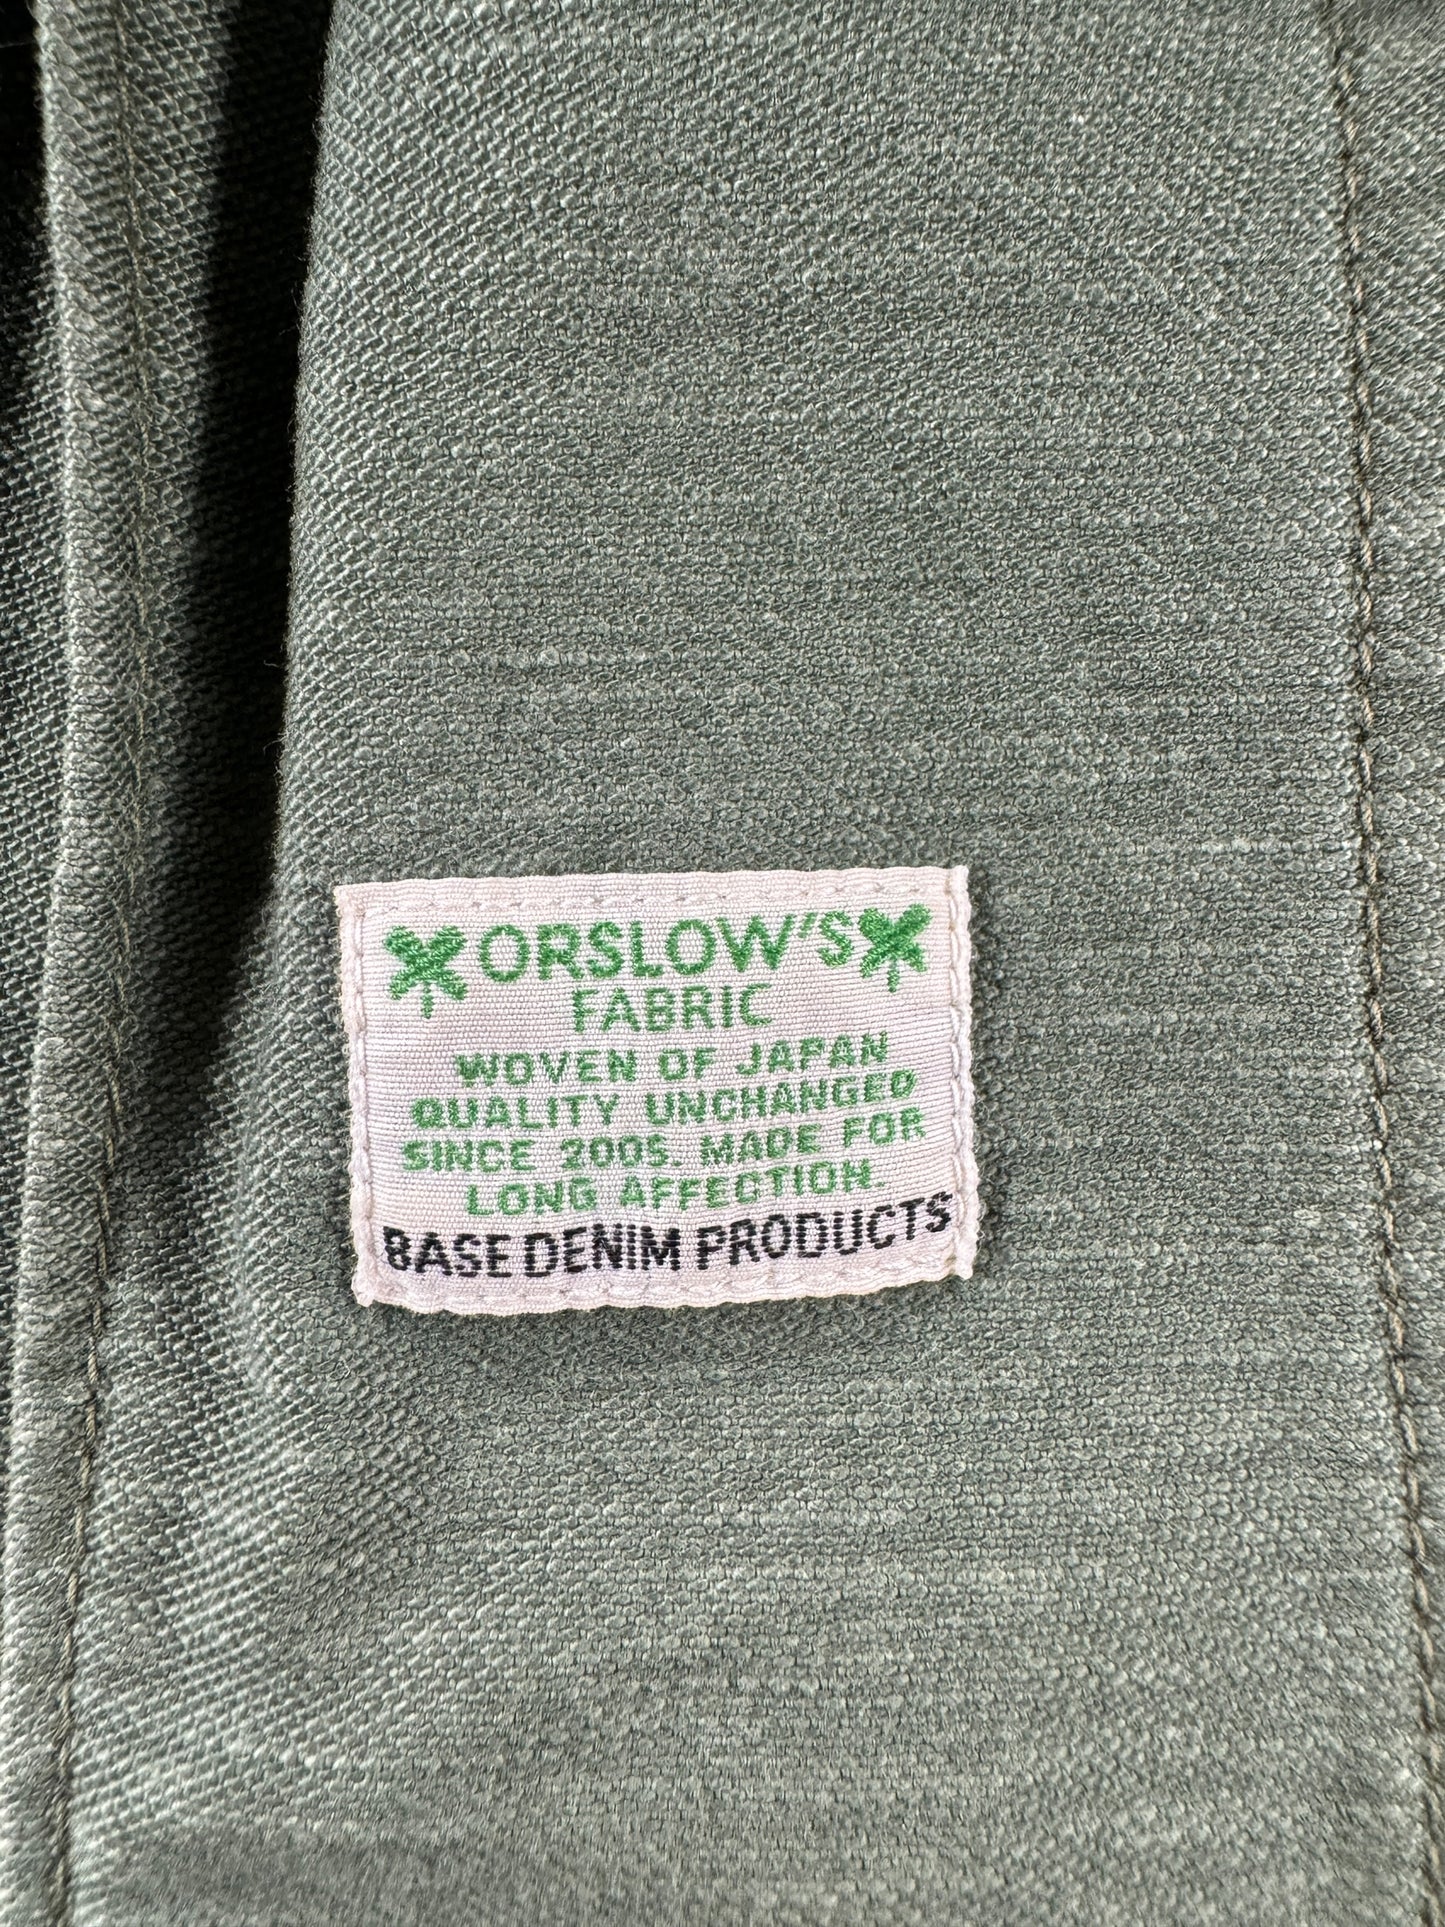 ORSLOW'S
FABRIC
WOVEN OF JAPAN
QUALITY UNCHANGED
SINCE 2005. MADE FOR
LONG AFFECTION.
BASE DENIM PRODUCTS